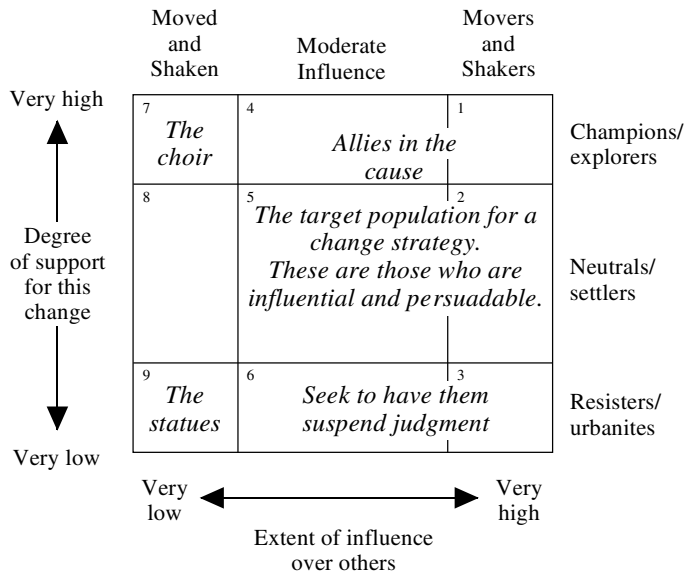 Moved
and
Shaken
Moderate
Influence
Movers
and
Shakers
Very high
Degree
of support
for this
change
Very low
7
The
choir
4
1
Allies in the
cause
Champions/
explorers
8
5
2
The target population for a
change strategy.
These are those who are
influential and persuadable.
Neutrals/
settlers
9
The
statues
6
3
Seek to have them
suspend judgment
Resisters/
urbanites
Very
low
Very
high
Extent of influence
over others